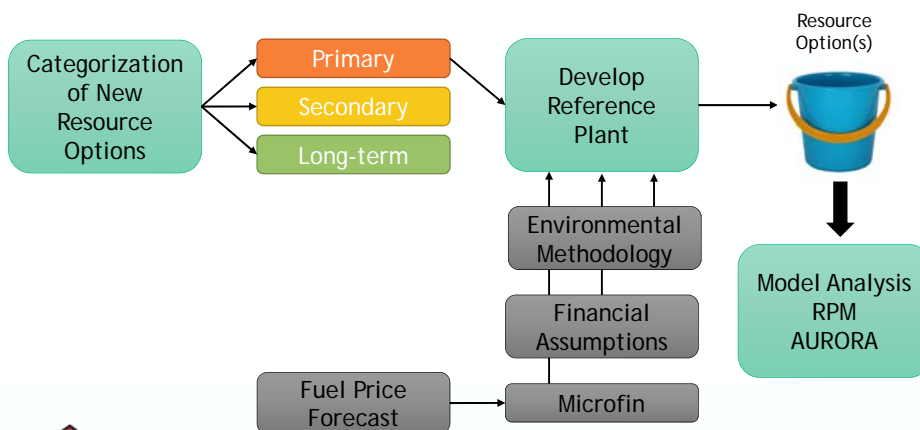 Resource
Option(s)
Categorization
of New
Resource
Options
Primary
Secondary
Long-term
Develop
Reference
Plant
Environmental
Methodology
Financial
Assumptions
Fuel Price
Forecast
Microfin
Model Analysis
RPM
AURORA